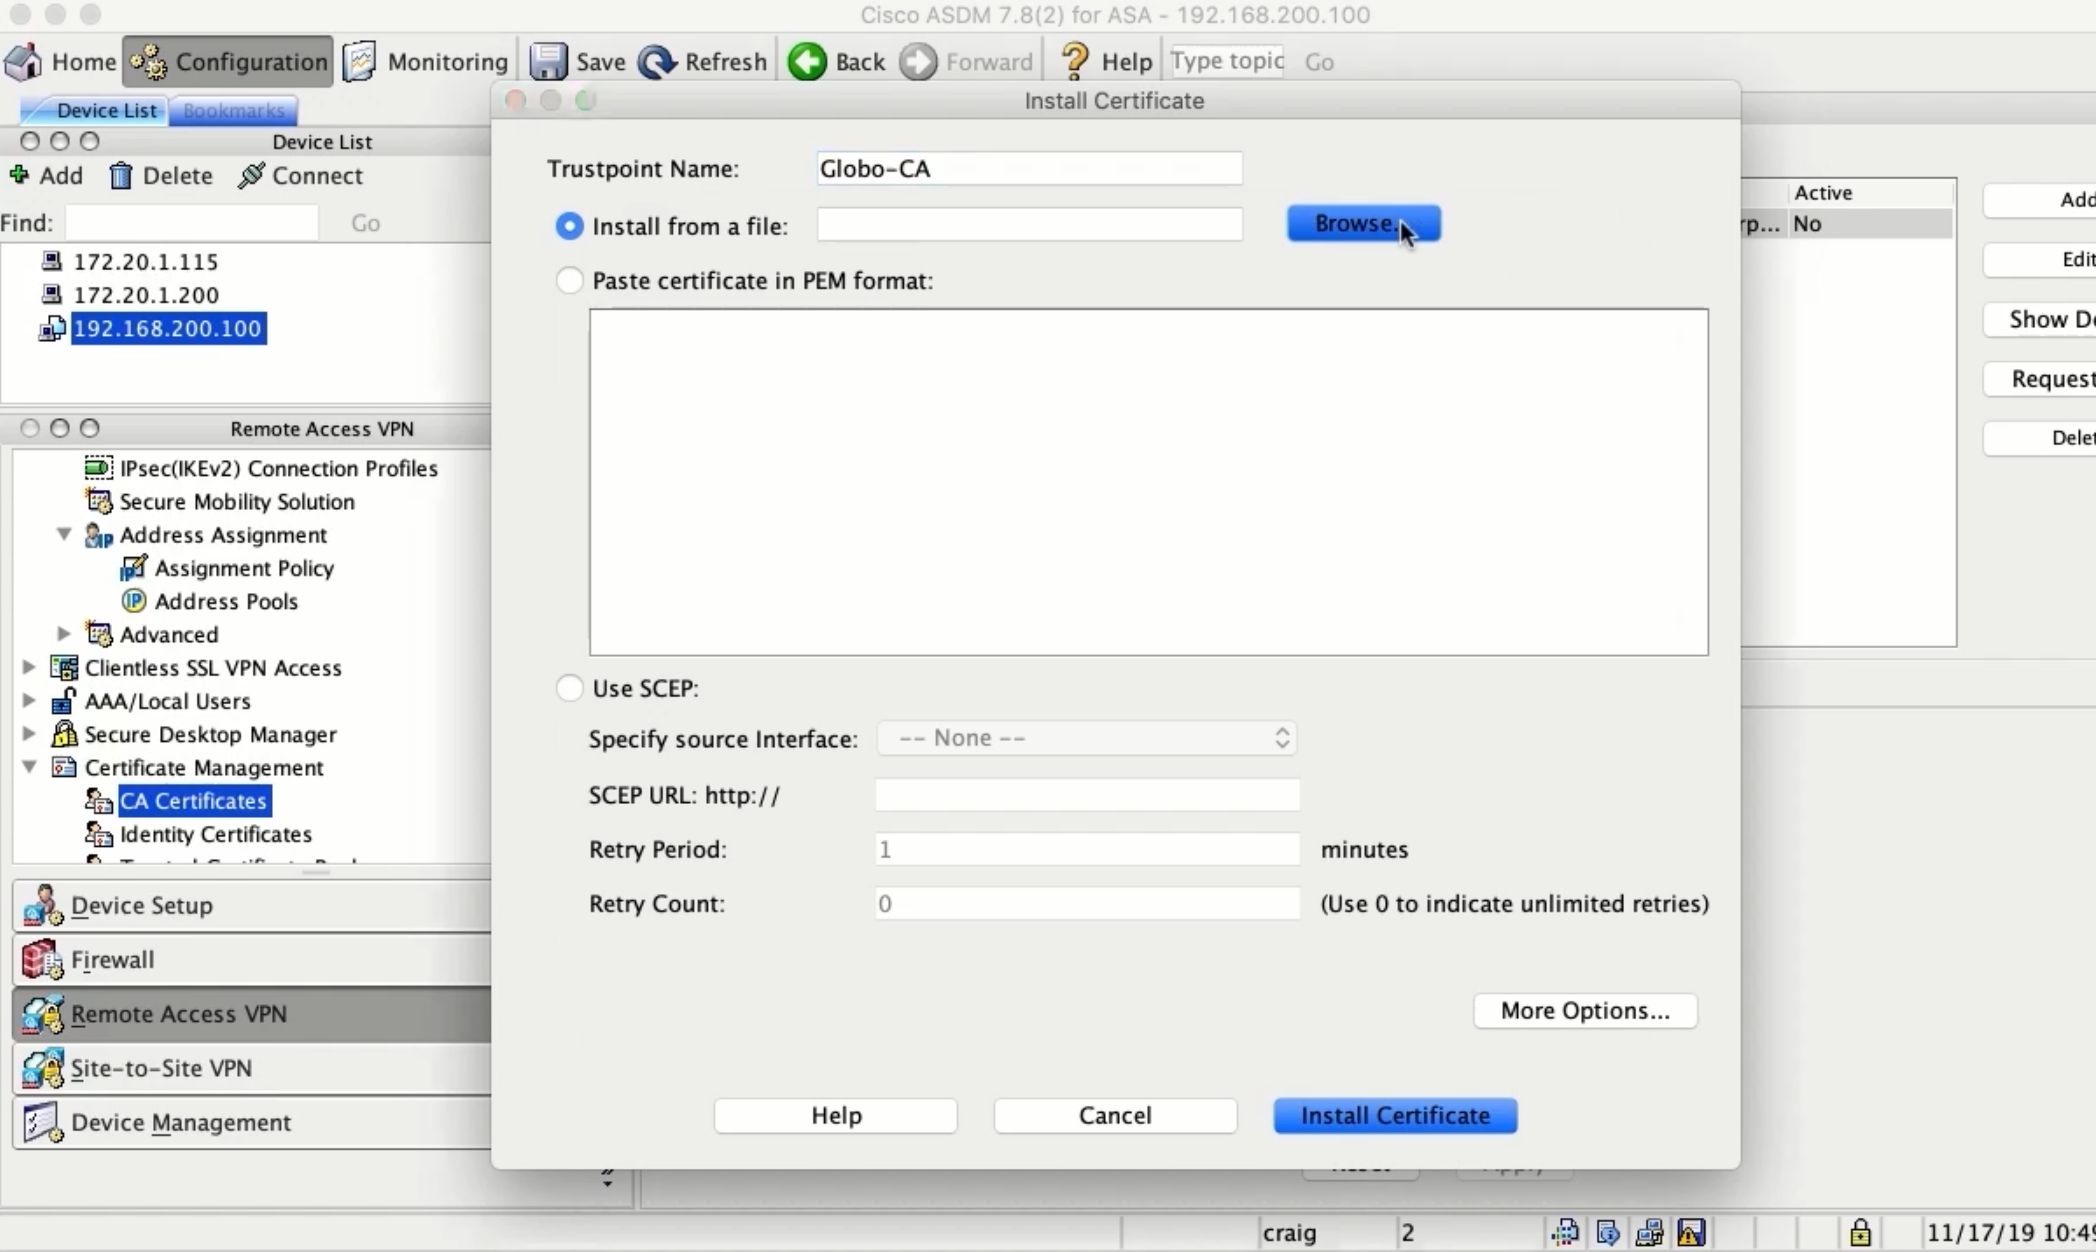 Cisco ASDM 7.8(2) for ASA - 192.168.200.100
Home Configuration Monitoring Save Refresh Back Forward Help Type topic Go
Device List Bookmarks
Device List
Add Delete Connect
Find: Go
172.20.1.115
172.20.1.200
192.168.200.100
Remote Access VPN
IPsec(IKEv2) Connection Profiles
Secure Mobility Solution
Address Assignment
Assignment Policy
Address Pools
Advanced
Clientless SSL VPN Access
AAA/Local Users
Secure Desktop Manager
Certificate Management
CA Certificates
Identity Certificates
Device Setup
Firewall
Remote Access VPN
Site-to-Site VPN
Device Management
Install Certificate
Trustpoint Name: Globo-CA
Install from a file: Browse...
Paste certificate in PEM format:
Use SCEP:
Specify source Interface: -- None --
SCEP URL: http://
Retry Period: 1 minutes
Retry Count: 0 (Use 0 to indicate unlimited retries)
More Options...
Help Cancel Install Certificate
Active
rp... No
Add
Edit
Show De
Request
Delet
craig 2 11/17/19 10:49